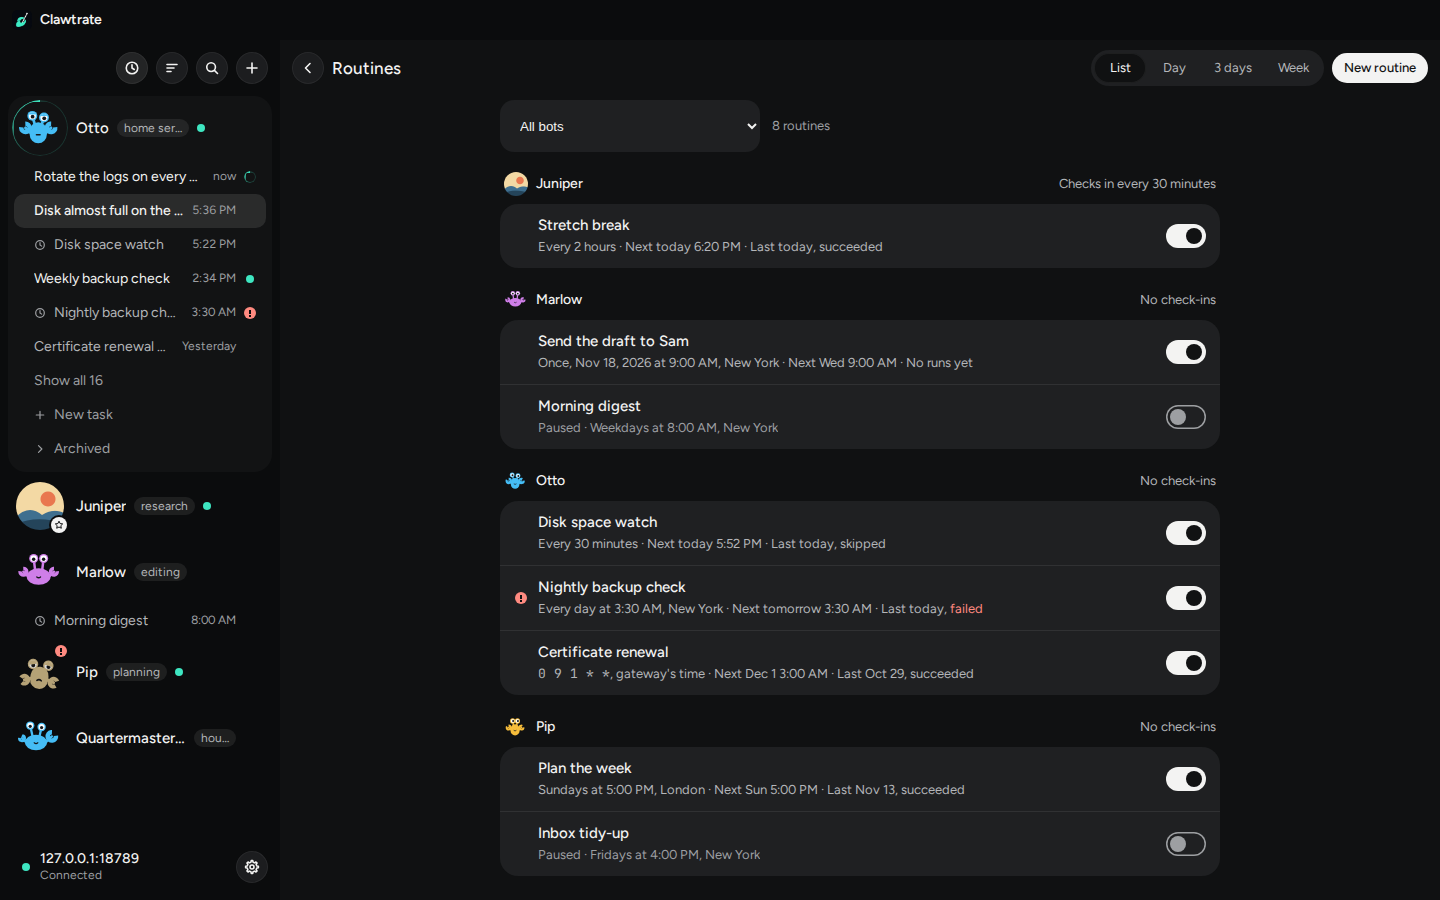 Clawtrate
Otto home ser...
Rotate the logs on every ... now
Disk almost full on the ... 5:36 PM
Disk space watch 5:22 PM
Weekly backup check 2:34 PM
Nightly backup ch... 3:30 AM
Certificate renewal ... Yesterday
Show all 16
New task
Archived
Juniper research
Marlow editing
Morning digest 8:00 AM
Pip planning
Quartermaster... hou...
127.0.0.1:18789
Connected
Routines
List Day 3 days Week New routine
All bots 8 routines
Juniper Checks in every 30 minutes
Stretch break
Every 2 hours · Next today 6:20 PM · Last today, succeeded
Marlow No check-ins
Send the draft to Sam
Once, Nov 18, 2026 at 9:00 AM, New York · Next Wed 9:00 AM · No runs yet
Morning digest
Paused · Weekdays at 8:00 AM, New York
Otto No check-ins
Disk space watch
Every 30 minutes · Next today 5:52 PM · Last today, skipped
Nightly backup check
Every day at 3:30 AM, New York · Next tomorrow 3:30 AM · Last today, failed
Certificate renewal
0 9 1 * *, gateway's time · Next Dec 1 3:00 AM · Last Oct 29, succeeded
Pip No check-ins
Plan the week
Sundays at 5:00 PM, London · Next Sun 5:00 PM · Last Nov 13, succeeded
Inbox tidy-up
Paused · Fridays at 4:00 PM, New York